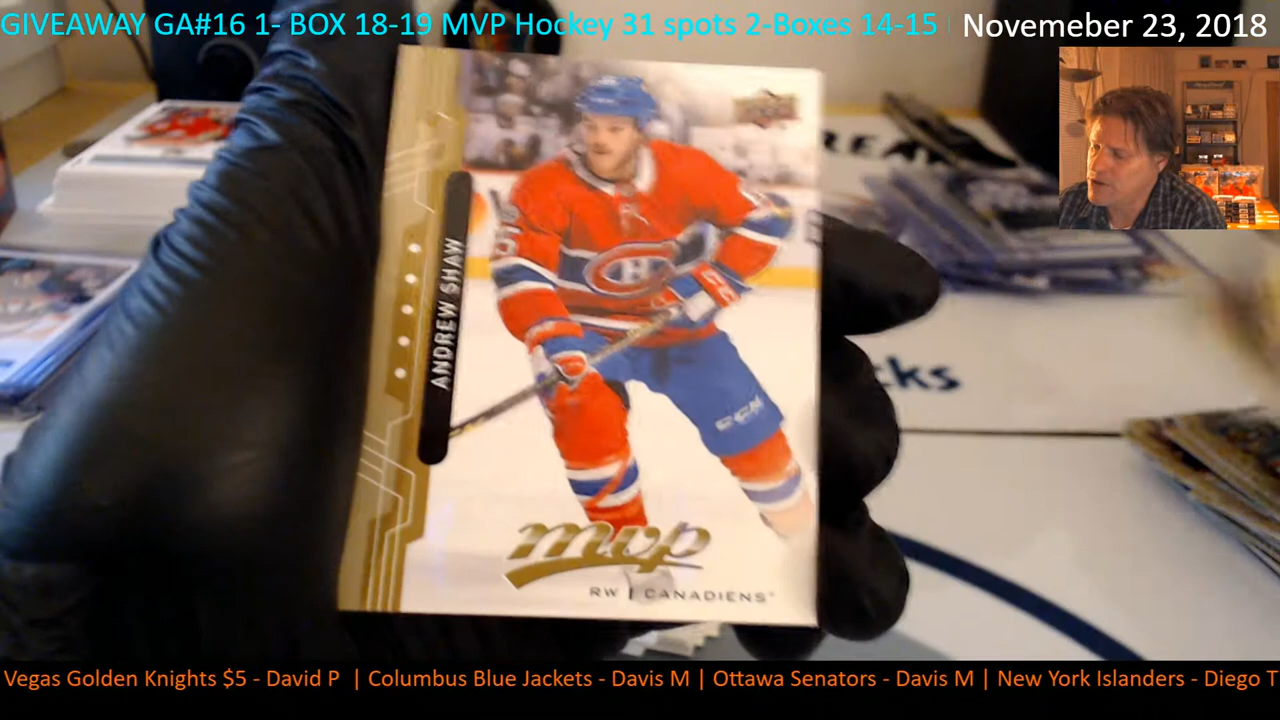 GIVEAWAY GA#16 1- BOX 18-19 MVP Hockey 31 spots 2-Boxes 14-15
Novemeber 23, 2018
ANDREW SHAW
CCM
mvp
RW | CANADIENS
Vegas Golden Knights $5 - David P | Columbus Blue Jackets - Davis M | Ottawa Senators - Davis M | New York Islanders - Diego T